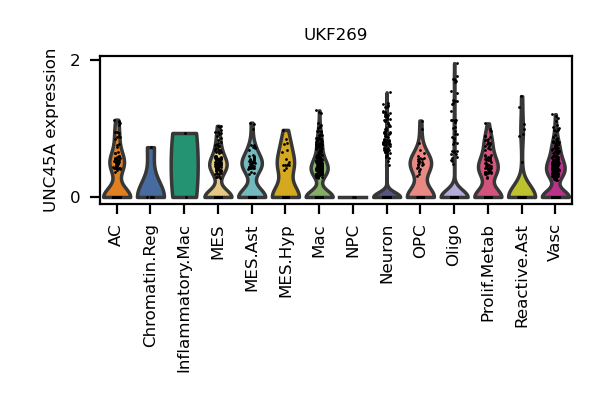 UKF269
UNC45A expression
2
0
AC
Chromatin.Reg
Inflammatory.Mac
MES
MES.Ast
MES.Hyp
Mac
NPC
Neuron
OPC
Oligo
Prolif.Metab
Reactive.Ast
Vasc